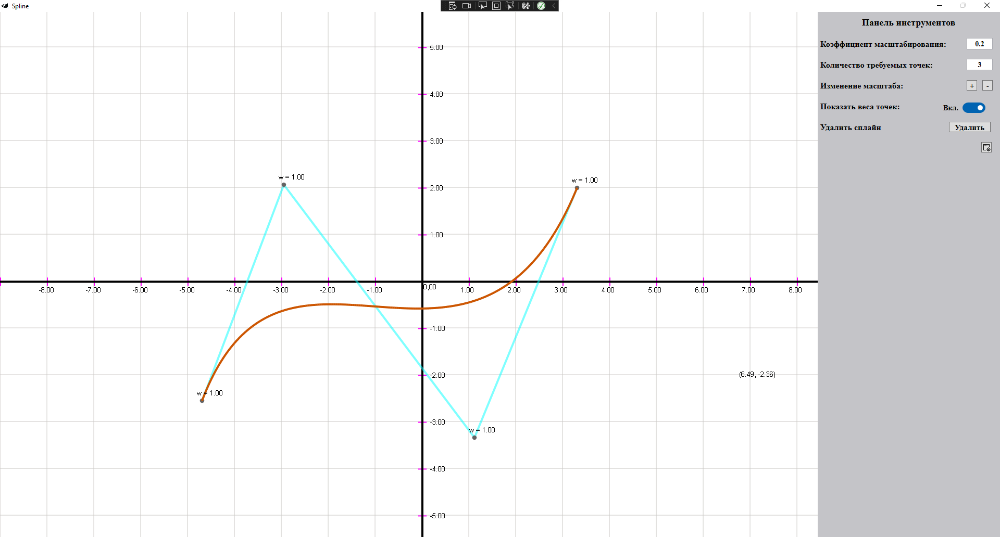 Spline
Панель инструментов
Коэффициент масштабирования: 0.2
Количество требуемых точек: 3
Изменение масштаба: + -
Показать веса точек: Вкл.
Удалить сплайн Удалить
5.00
4.00
3.00
w = 1.00
w = 1.00
2.00
1.00
0,00
-8.00 -7.00 -6.00 -5.00 -4.00 -3.00 -2.00 -1.00 1.00 2.00 3.00 4.00 5.00 6.00 7.00 8.00
-1.00
-2.00
(6.49, -2.36)
w = 1.00
-3.00
w = 1.00
-4.00
-5.00